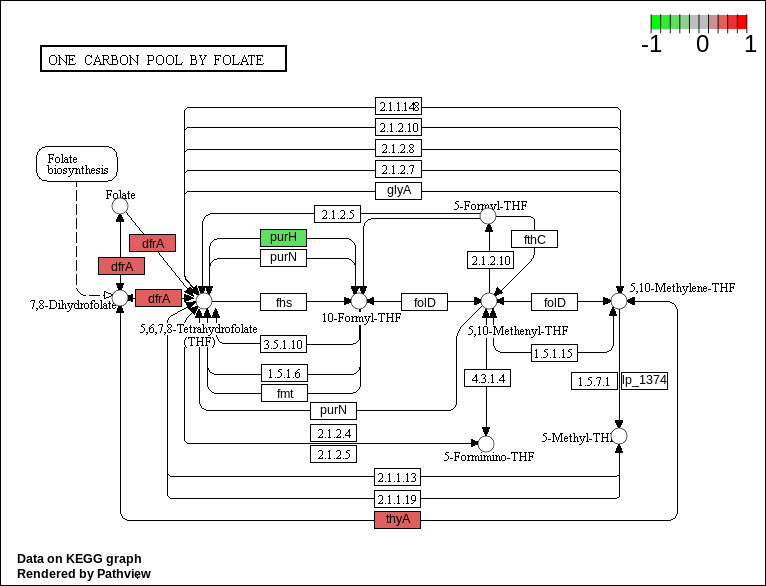 -1 0 1
ONE CARBON POOL BY FOLATE
2.1.1.148
2.1.2.10
2.1.2.8
2.1.2.7
glyA
Folate
biosynthesis
Folate
2.1.2.5
5-Formyl-THF
dfrA
purH
fthC
purN
dfrA
2.1.2.10
7,8-Dihydrofolate
dfrA
fhs
folD
folD
5,10-Methylene-THF
5,6,7,8-Tetrahydrofolate
(THF)
10-Formyl-THF
5,10-Methenyl-THF
3.5.1.10
1.5.1.15
1.5.1.6
4.3.1.4
1.5.7.1
lp_1374
fmt
purN
2.1.2.4
5-Methyl-THF
2.1.2.5
5-Formimino-THF
2.1.1.13
2.1.1.19
thyA
Data on KEGG graph
Rendered by Pathview